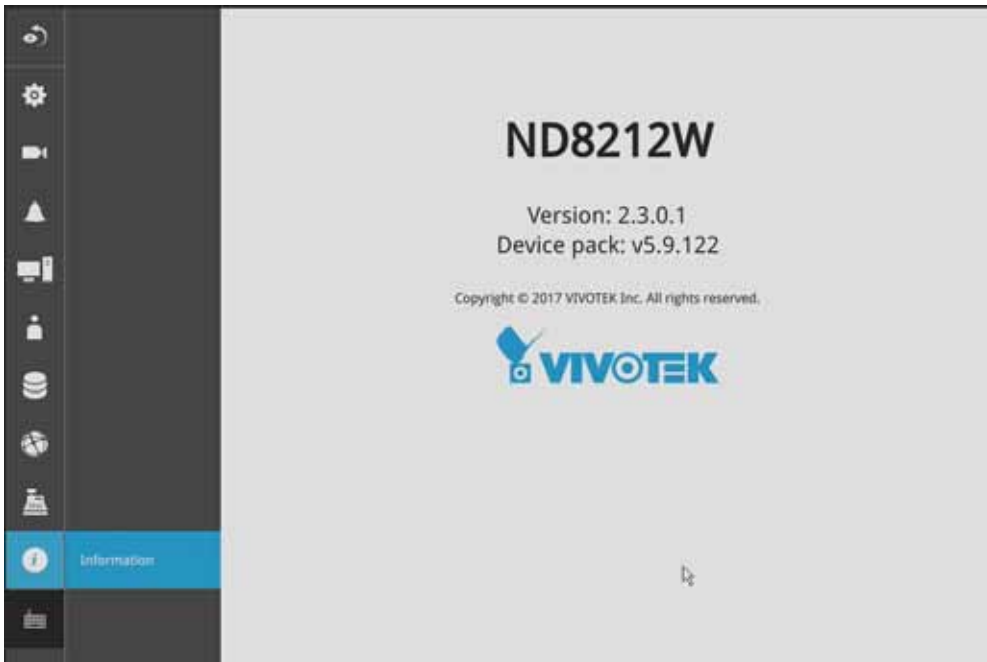 ND8212W
Version: 2.3.0.1
Device pack: v5.9.122
Copyright © 2017 VIVOTEK Inc. All rights reserved.
VIVOTEK
Information